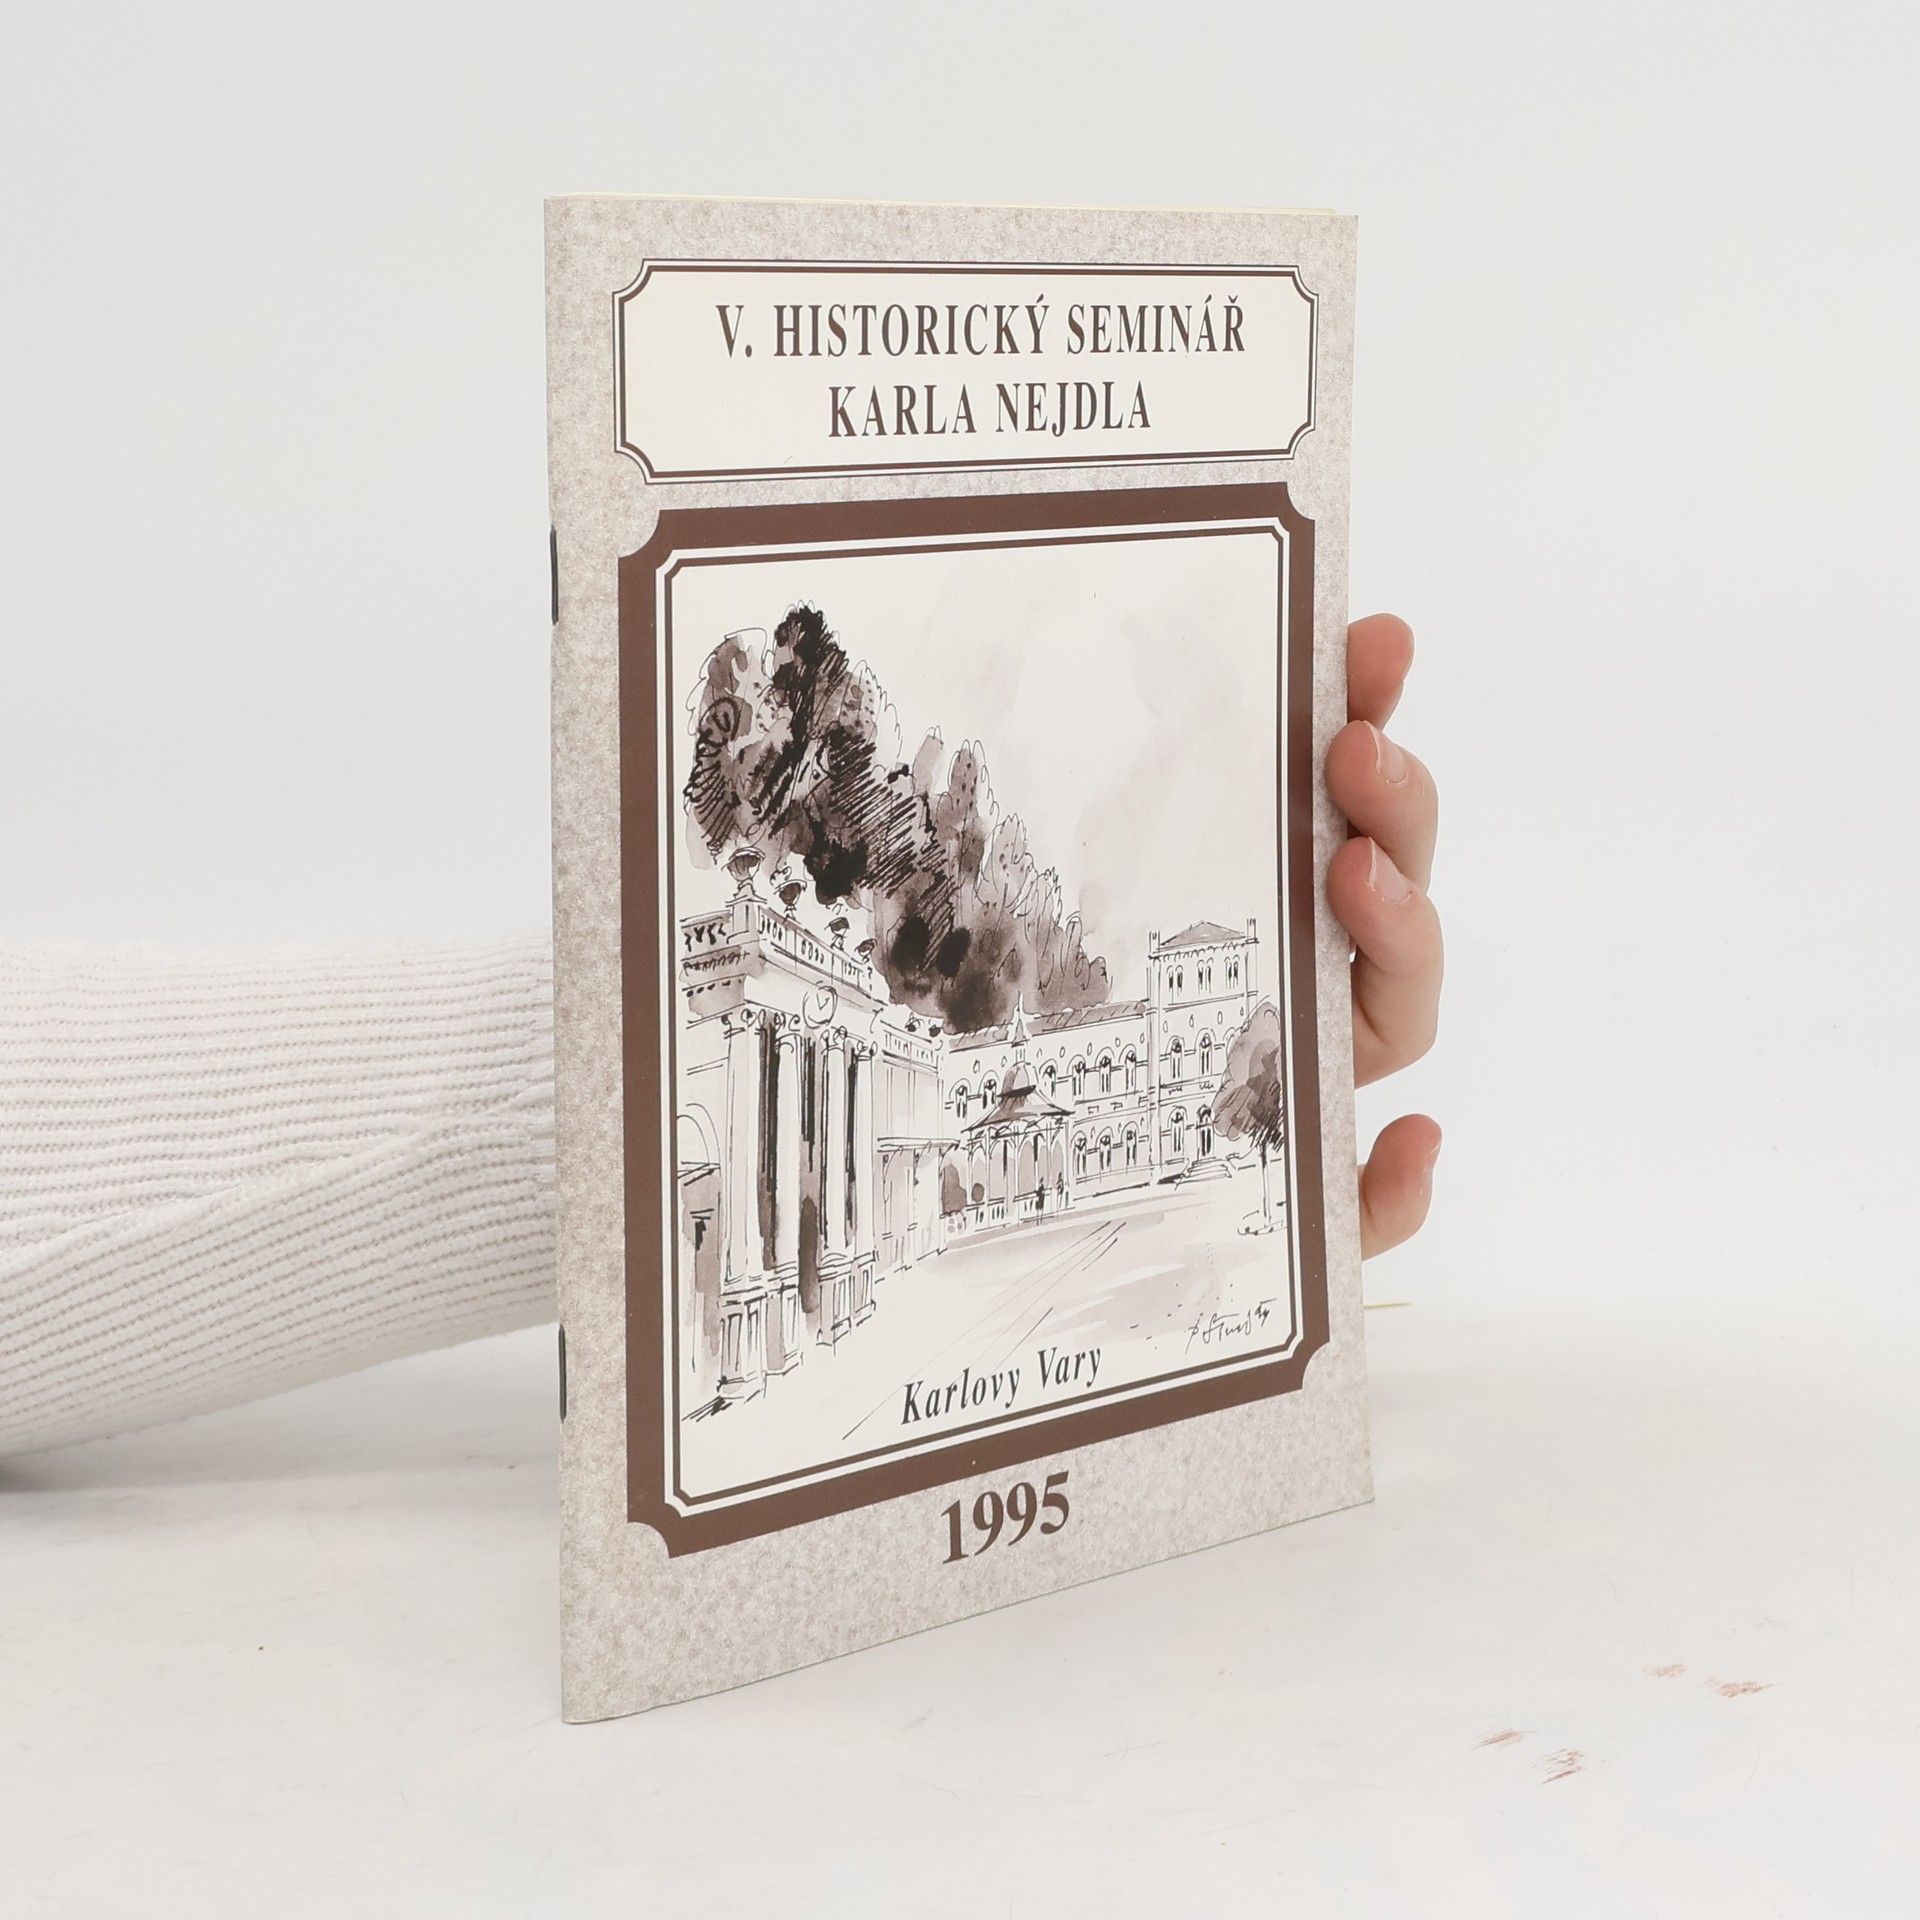 V. HISTORICKÝ SEMINÁŘ
KARLA NEJDLA
Karlovy Vary
1995